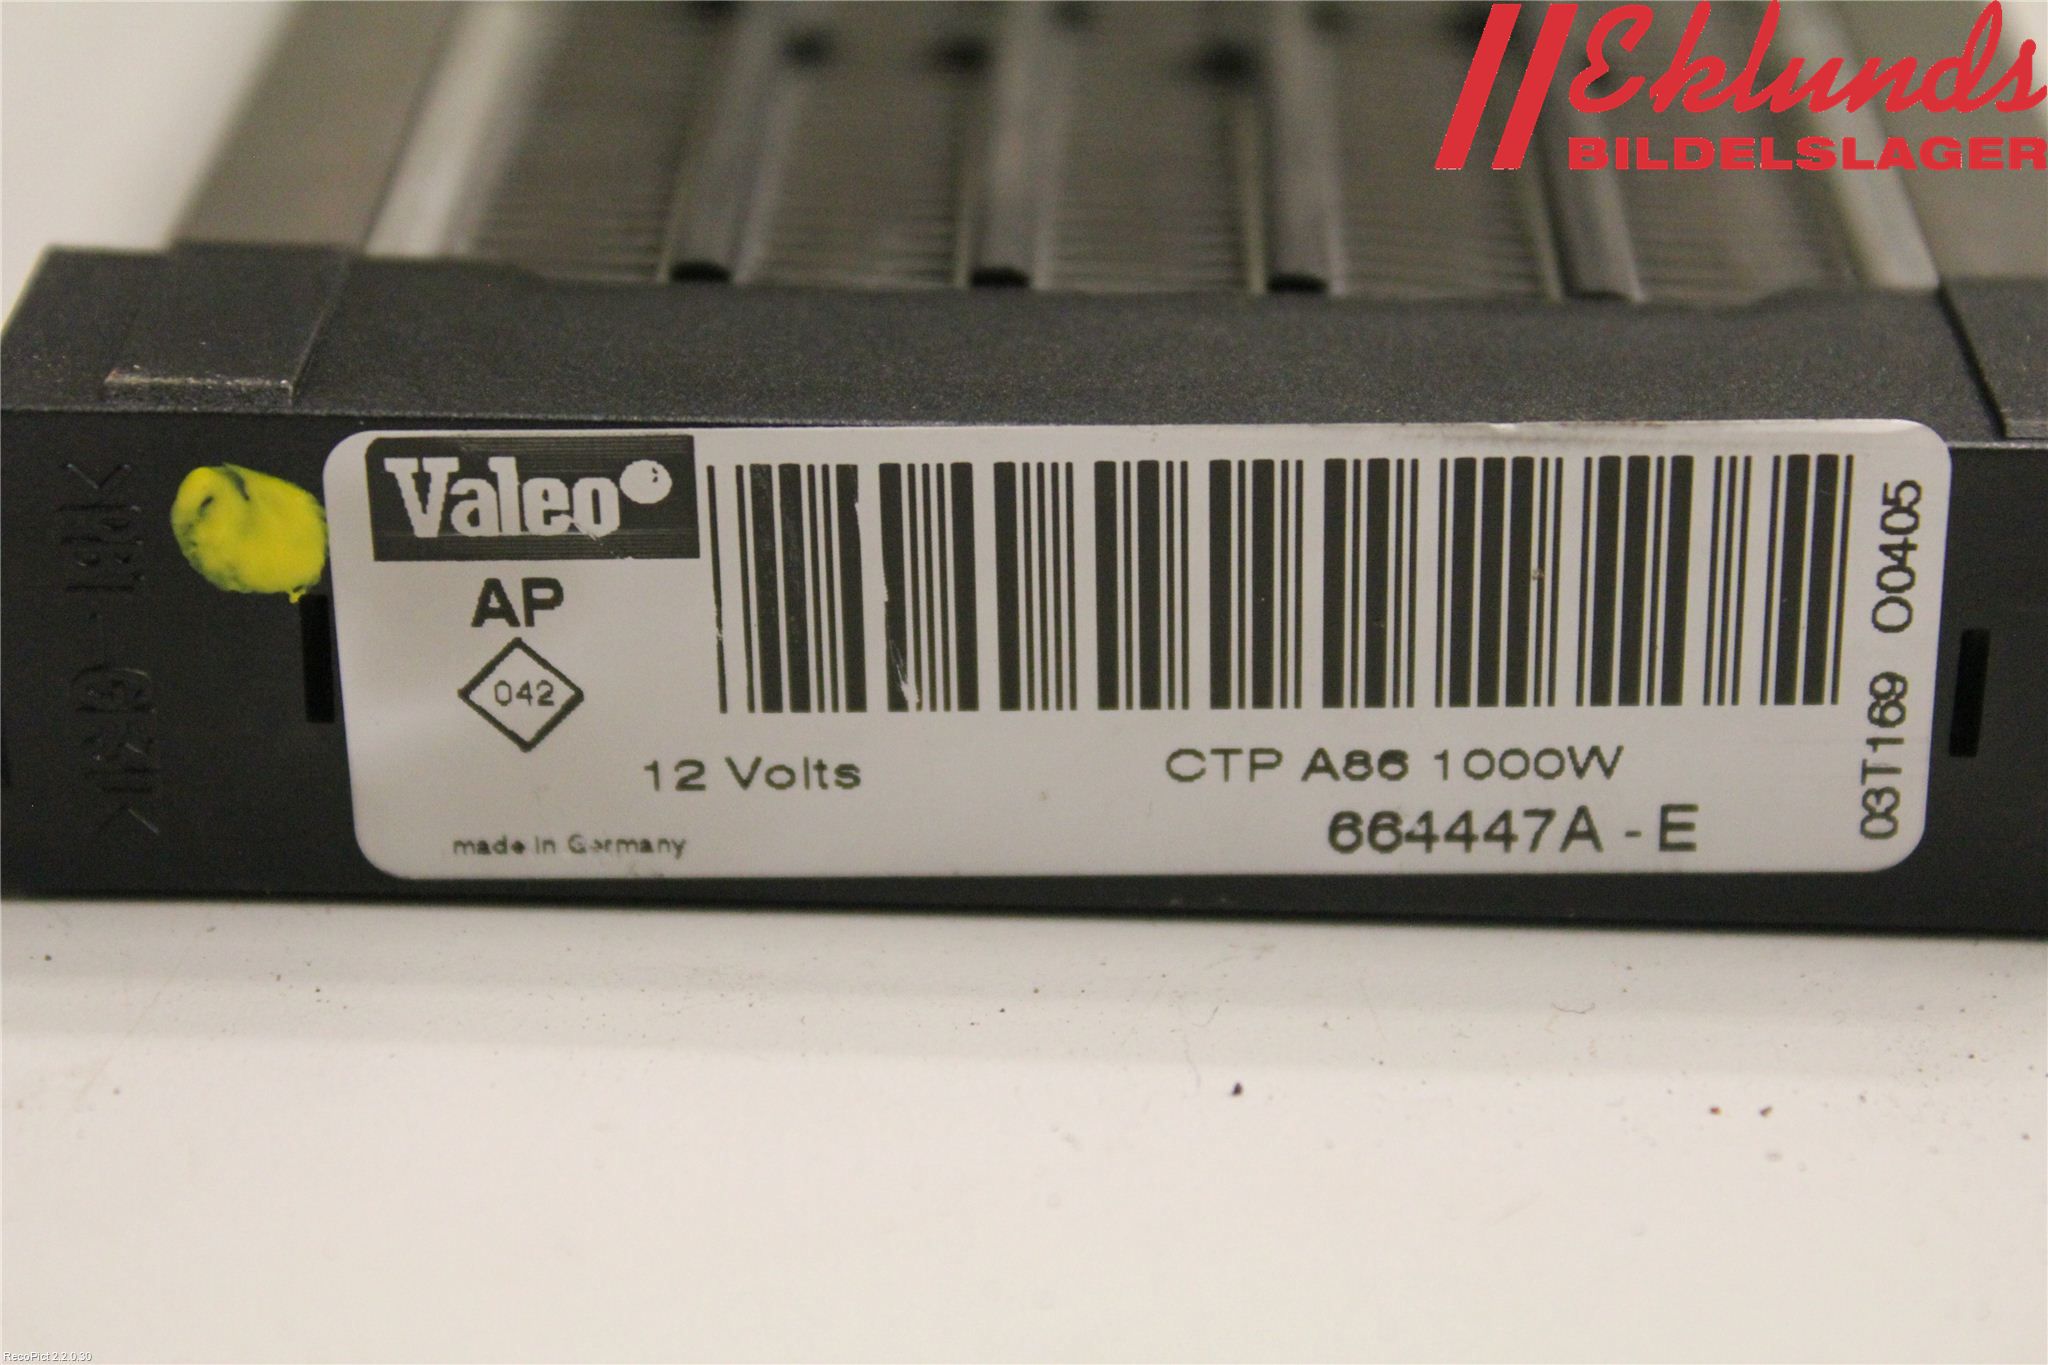 Eklunds
BILDELSLAGER
Valeo
AP
042
12 Volts
CTP A86 1000W
664447A - E
made in Germany
03T169 O0405
RecoPict 2.2.0.30